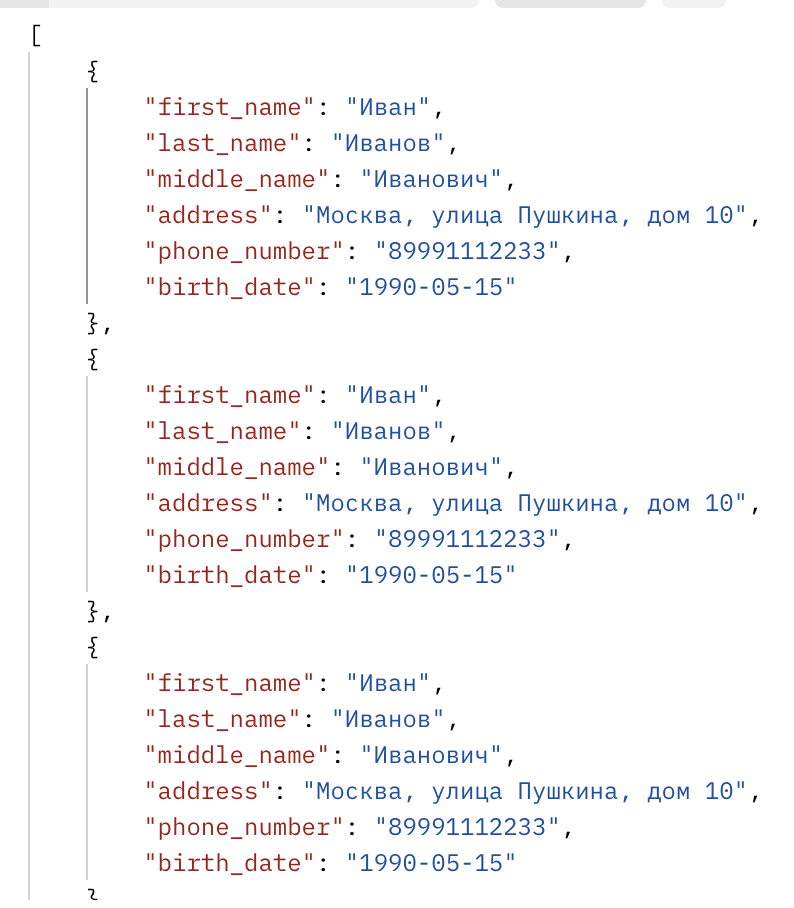 [
{
"first_name": "Иван",
"last_name": "Иванов",
"middle_name": "Иванович",
"address": "Москва, улица Пушкина, дом 10",
"phone_number": "89991112233",
"birth_date": "1990-05-15"
},
{
"first_name": "Иван",
"last_name": "Иванов",
"middle_name": "Иванович",
"address": "Москва, улица Пушкина, дом 10",
"phone_number": "89991112233",
"birth_date": "1990-05-15"
},
{
"first_name": "Иван",
"last_name": "Иванов",
"middle_name": "Иванович",
"address": "Москва, улица Пушкина, дом 10",
"phone_number": "89991112233",
"birth_date": "1990-05-15"
}